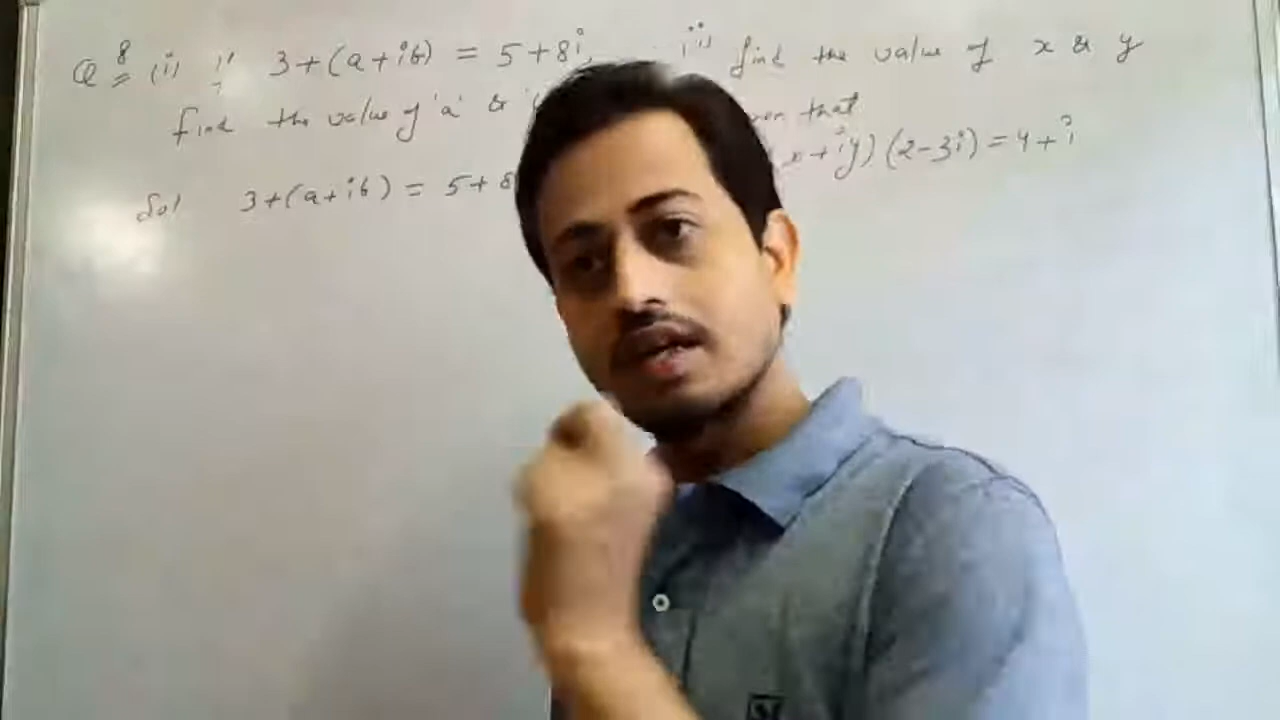 Q 8 (i) If 3+(a+ib) = 5+8i,
find the value of 'a' &
Sol 3+(a+ib) = 5+8
(ii) find the value of x & y
that
x+iy)(2-3i) = 4+i